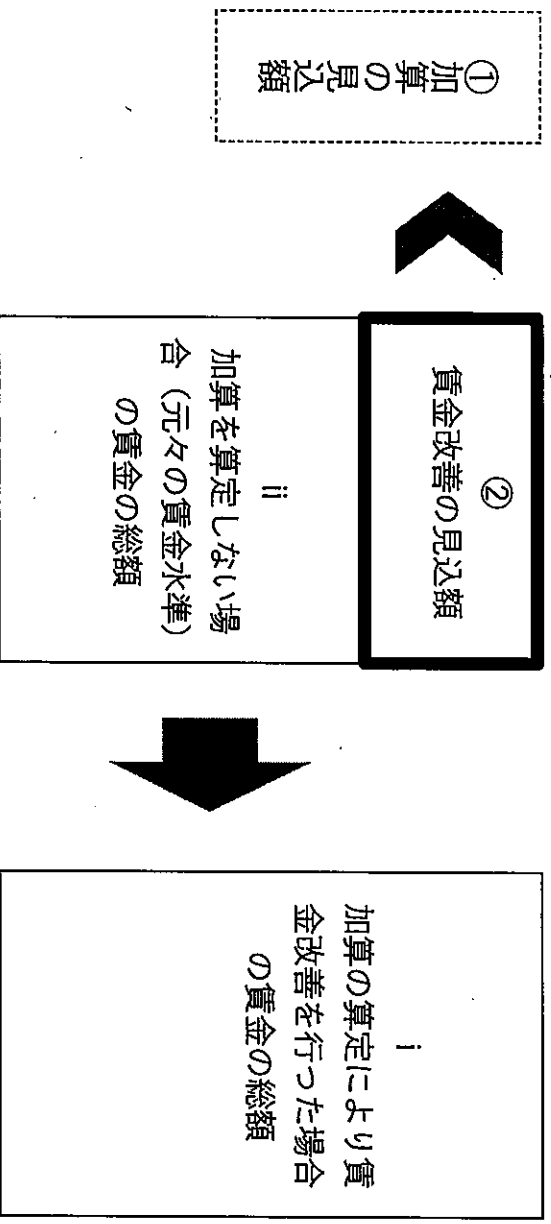 ①加算の見込
額
②
賃金改善の見込額
ii
加算を算定しない場
合（元々の賃金水準）
の賃金の総額
i
加算の算定により賃
金改善を行った場合
の賃金の総額